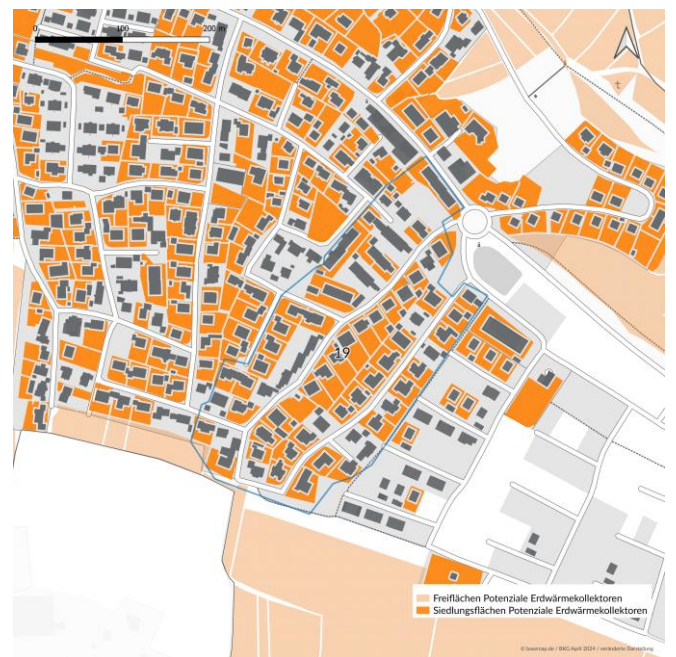 0 100 200 m
19
Freiflächen Potenziale Erdwärmekollektoren
Siedlungsflächen Potenziale Erdwärmekollektoren
© basemap.de / BKG April 2024 / veränderte Darstellung